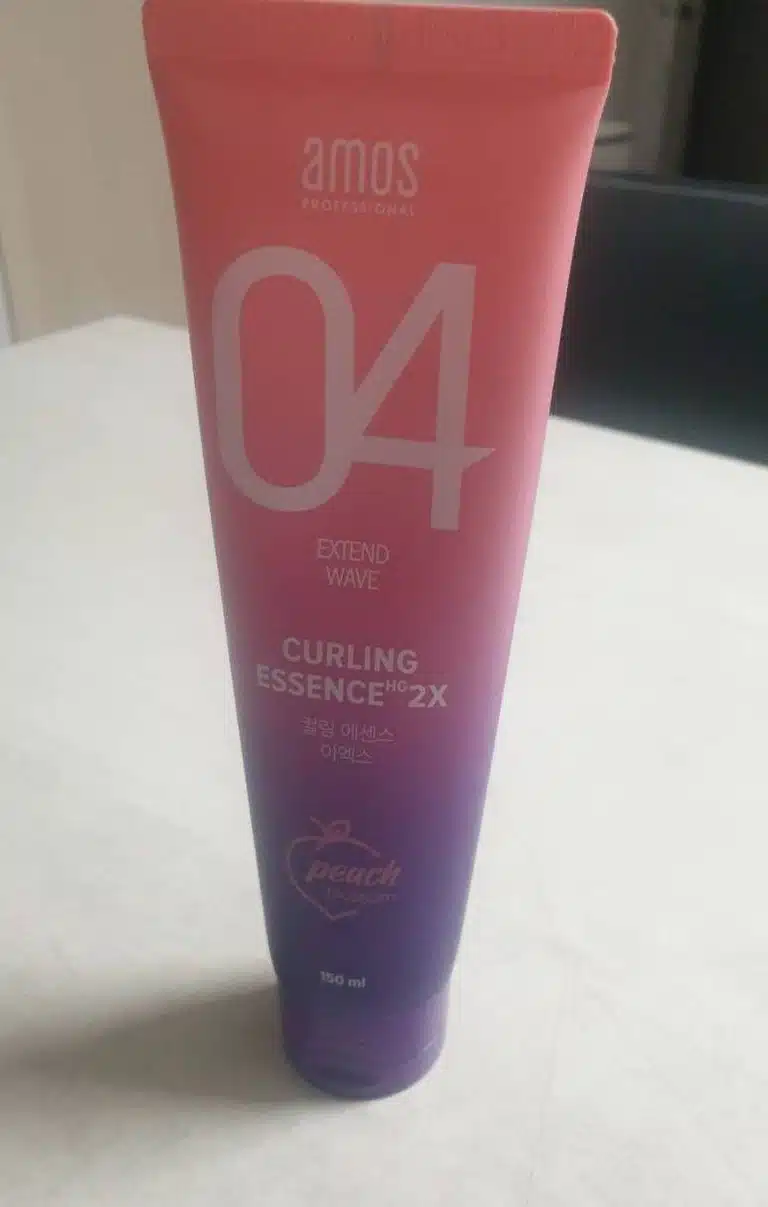 amos
PROFESSIONAL
04
EXTEND
WAVE
CURLING
ESSENCE HG 2X
컬링 에센스
이엑스
peach
blossom
150 ml